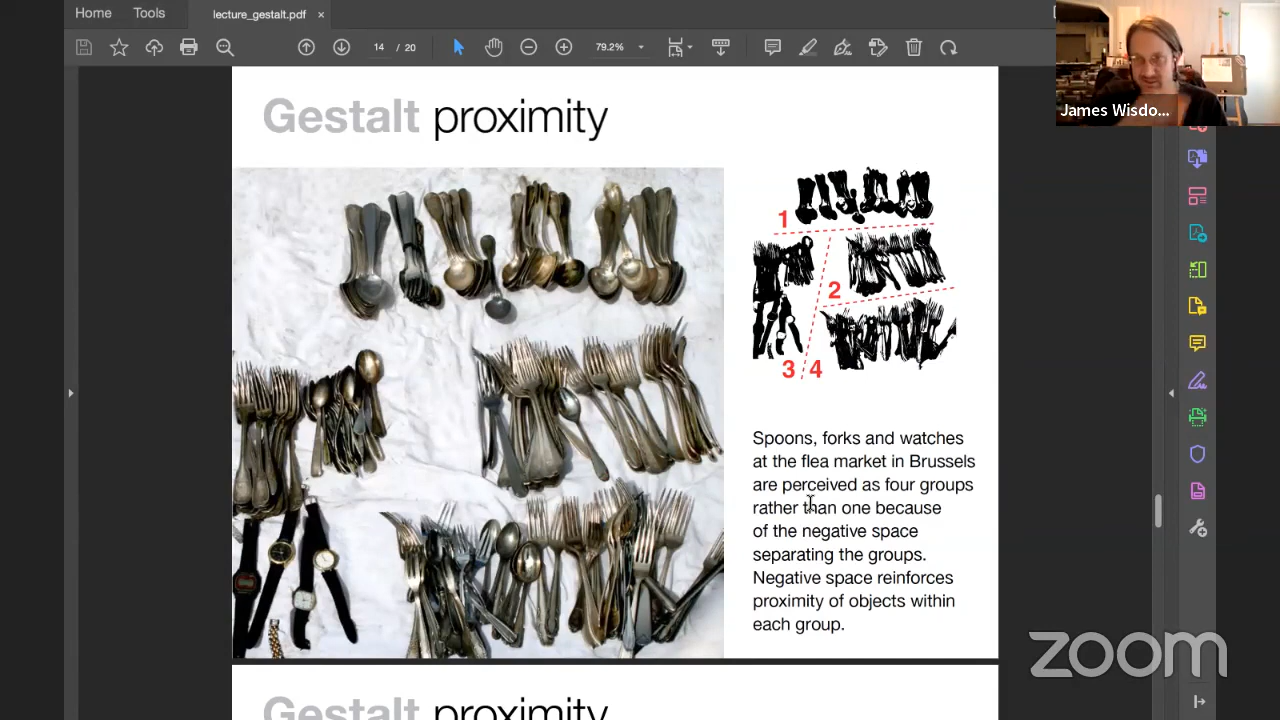 Home Tools lecture_gestalt.pdf ×
14 / 20 79.2%
James Wisdo...
Gestalt proximity
1
2
3 4
Spoons, forks and watches
at the flea market in Brussels
are perceived as four groups
rather than one because
of the negative space
separating the groups.
Negative space reinforces
proximity of objects within
each group.
zoom
Gestalt proximity